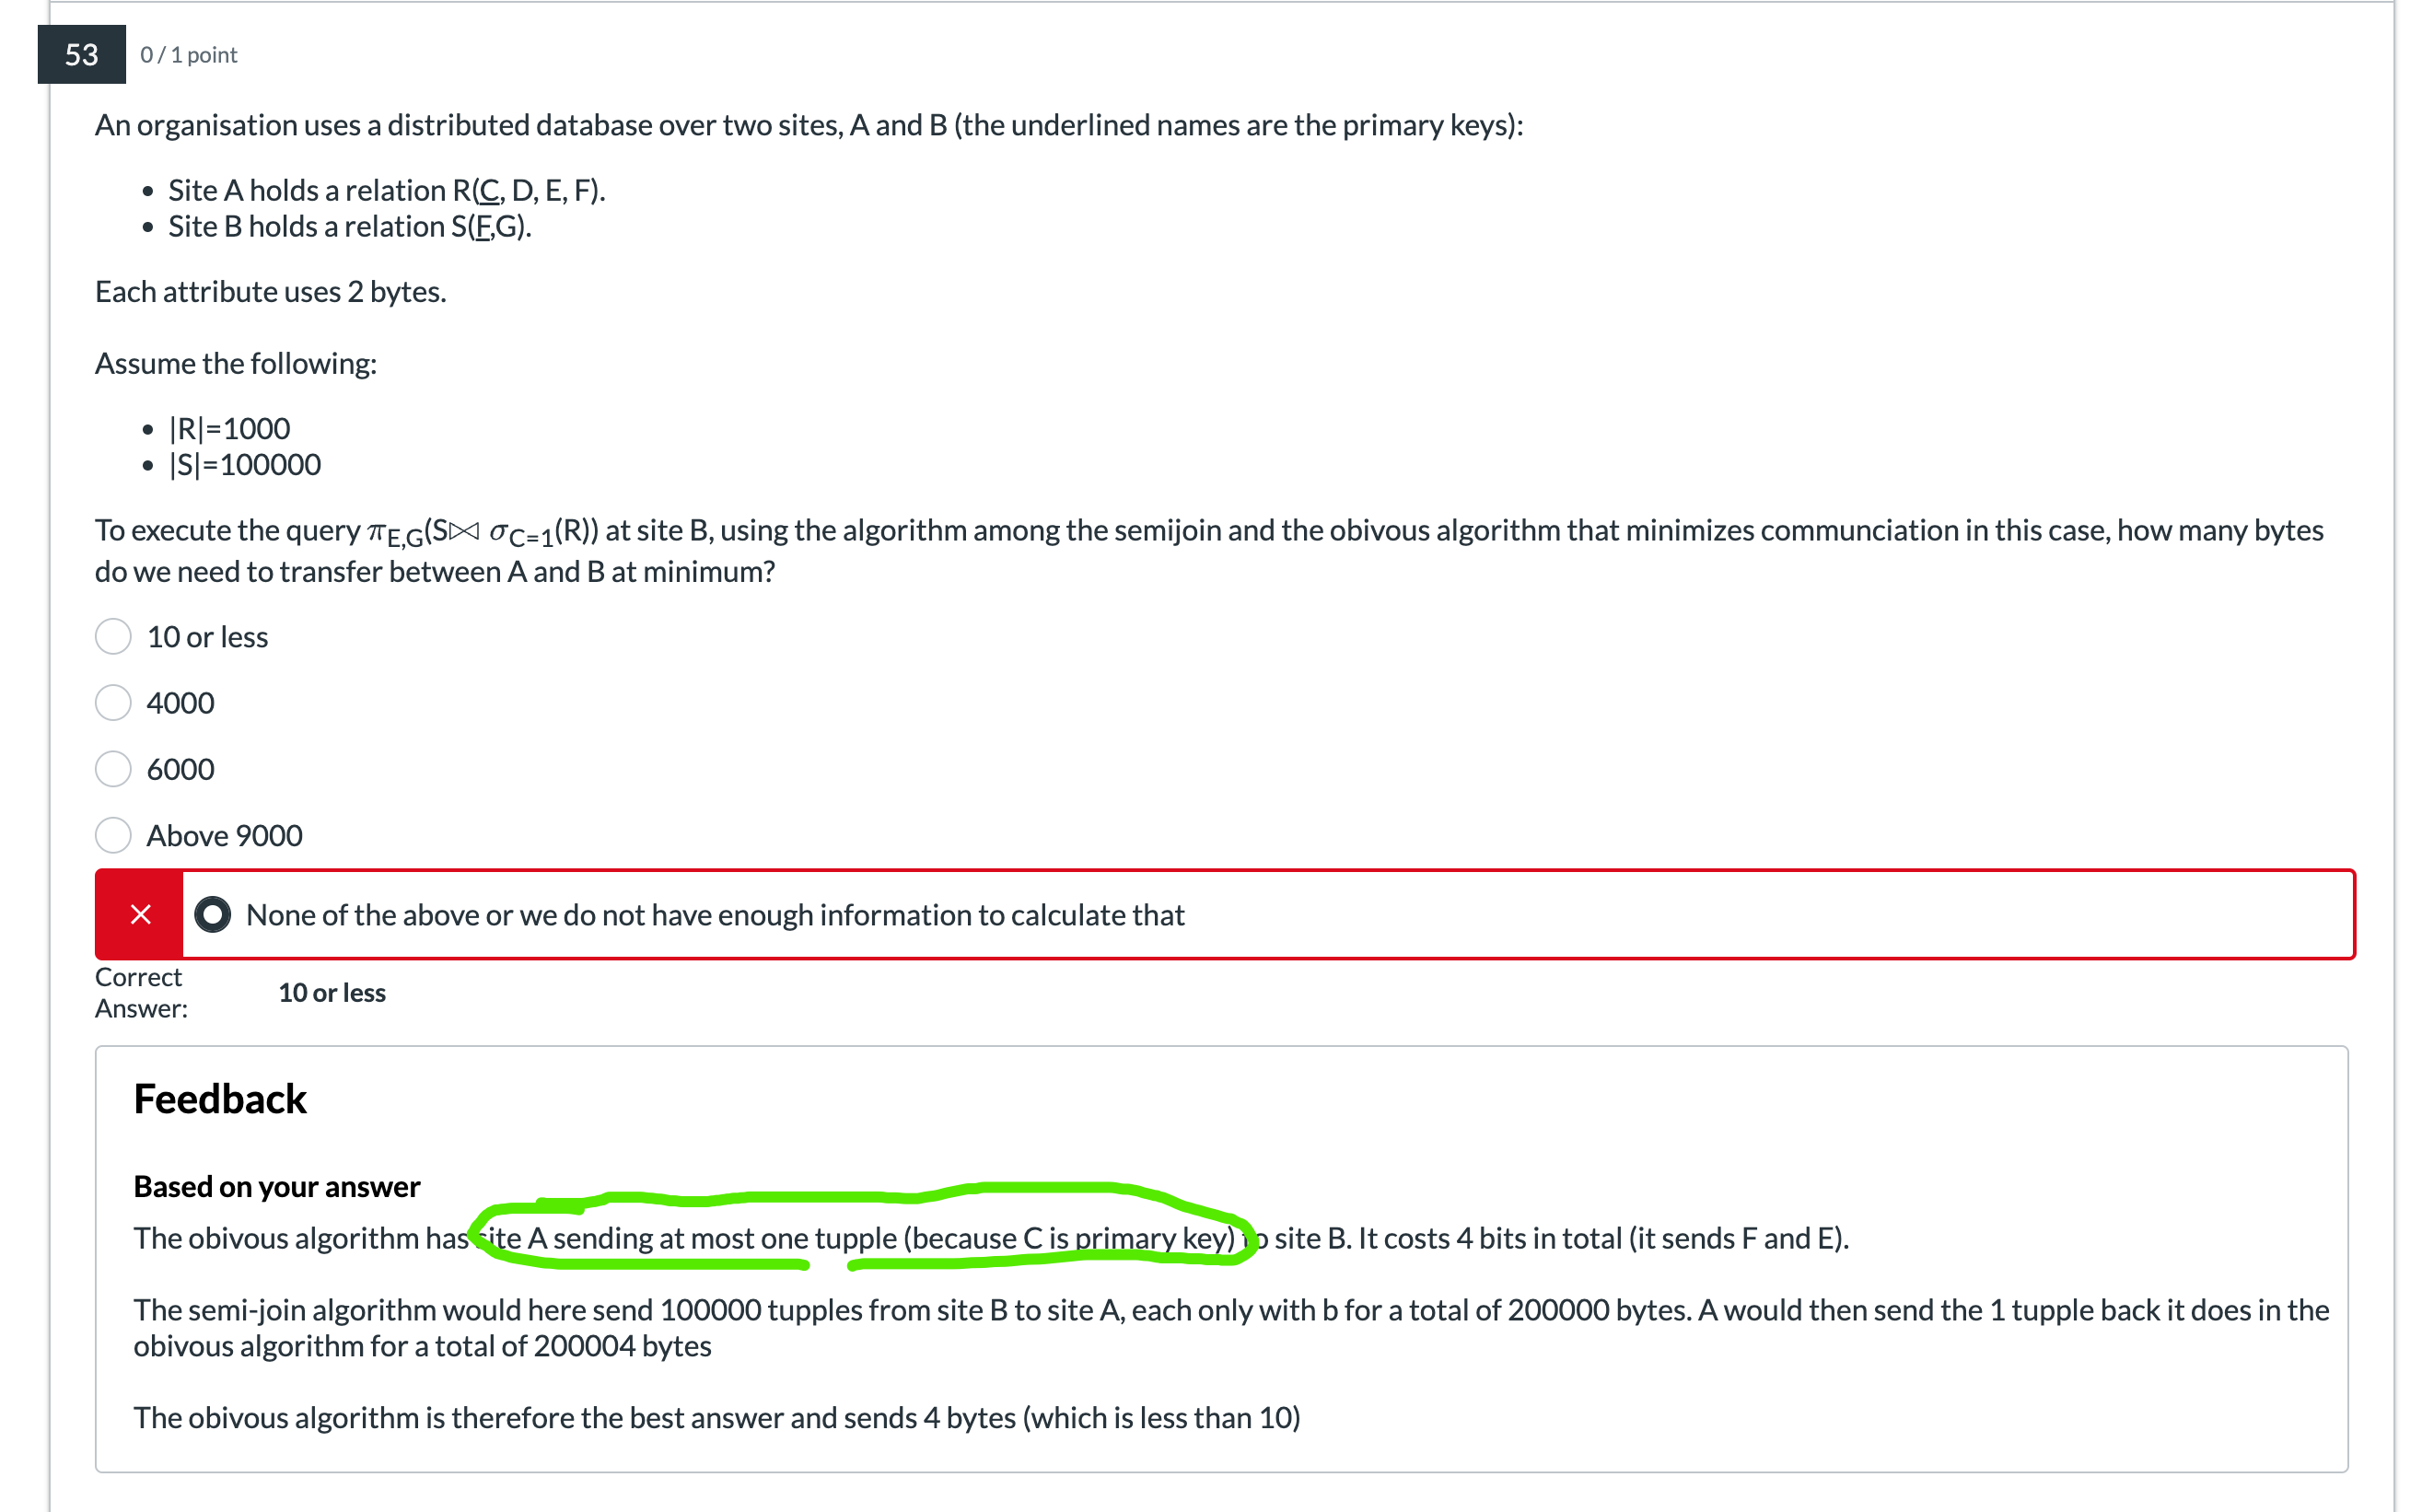 53
0 / 1 point
An organisation uses a distributed database over two sites, A and B (the underlined names are the primary keys):
• Site A holds a relation R(C, D, E, F).
• Site B holds a relation S(F,G).
Each attribute uses 2 bytes.
Assume the following:
• |R|=1000
• |S|=100000
To execute the query πE,G(S⋈ σC=1(R)) at site B, using the algorithm among the semijoin and the obivous algorithm that minimizes communciation in this case, how many bytes
do we need to transfer between A and B at minimum?
10 or less
4000
6000
Above 9000
None of the above or we do not have enough information to calculate that
Correct
Answer:
10 or less
Feedback
Based on your answer
The obivous algorithm has site A sending at most one tupple (because C is primary key) to site B. It costs 4 bits in total (it sends F and E).
The semi-join algorithm would here send 100000 tupples from site B to site A, each only with b for a total of 200000 bytes. A would then send the 1 tupple back it does in the
obivous algorithm for a total of 200004 bytes
The obivous algorithm is therefore the best answer and sends 4 bytes (which is less than 10)